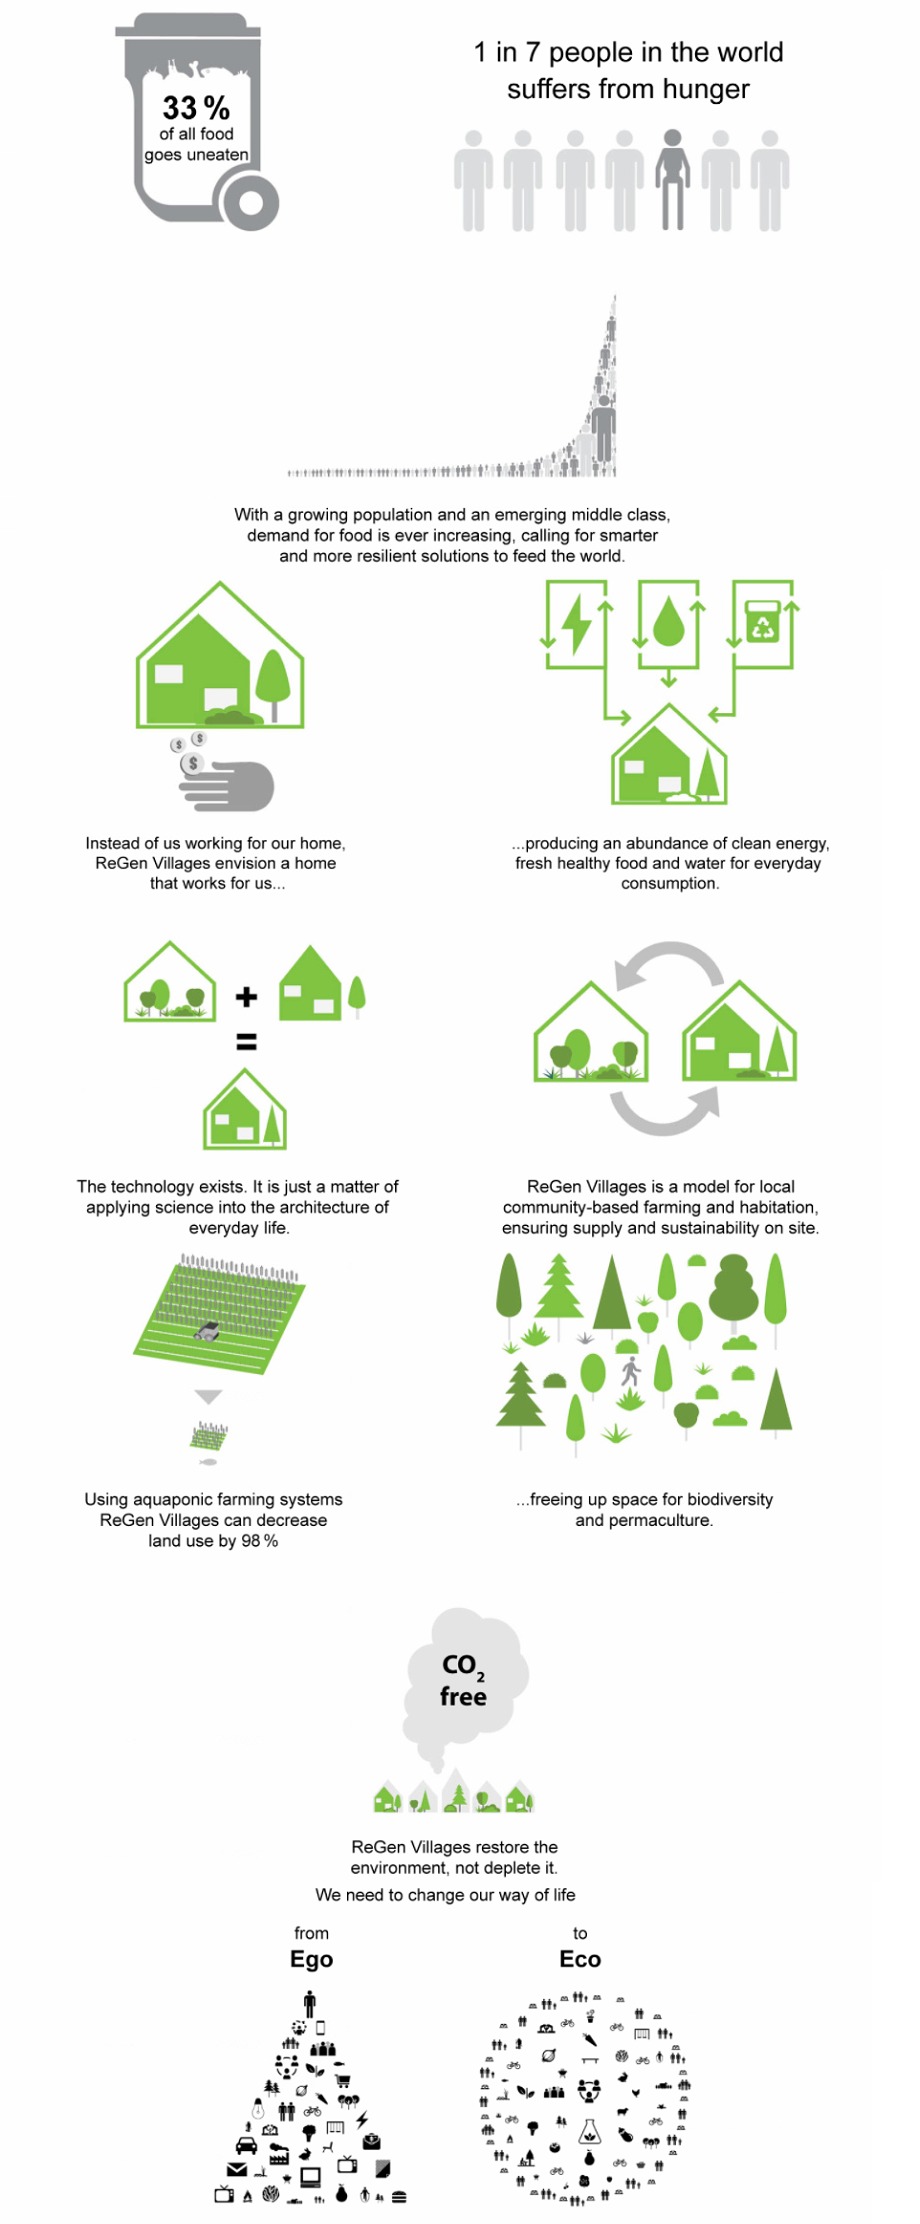 33 %
of all food
goes uneaten
1 in 7 people in the world
suffers from hunger
With a growing population and an emerging middle class,
demand for food is ever increasing, calling for smarter
and more resilient solutions to feed the world.
$
$
$
Instead of us working for our home,
ReGen Villages envision a home
that works for us...
...producing an abundance of clean energy,
fresh healthy food and water for everyday
consumption.
+
=
The technology exists. It is just a matter of
applying science into the architecture of
everyday life.
ReGen Villages is a model for local
community-based farming and habitation,
ensuring supply and sustainability on site.
Using aquaponic farming systems
ReGen Villages can decrease
land use by 98 %
...freeing up space for biodiversity
and permaculture.
CO2
free
ReGen Villages restore the
environment, not deplete it.
We need to change our way of life
from
Ego
to
Eco